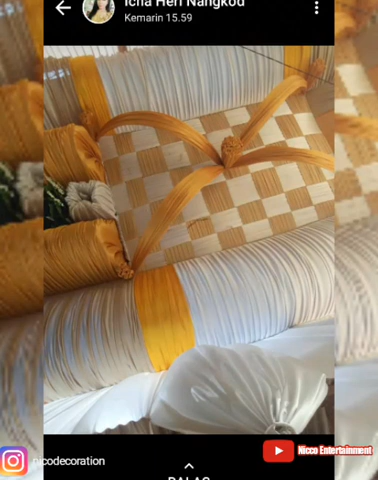 Icha Heri Nangkod
Kemarin 15.59
nicodecoration
Nicco Entertainment
BALAS